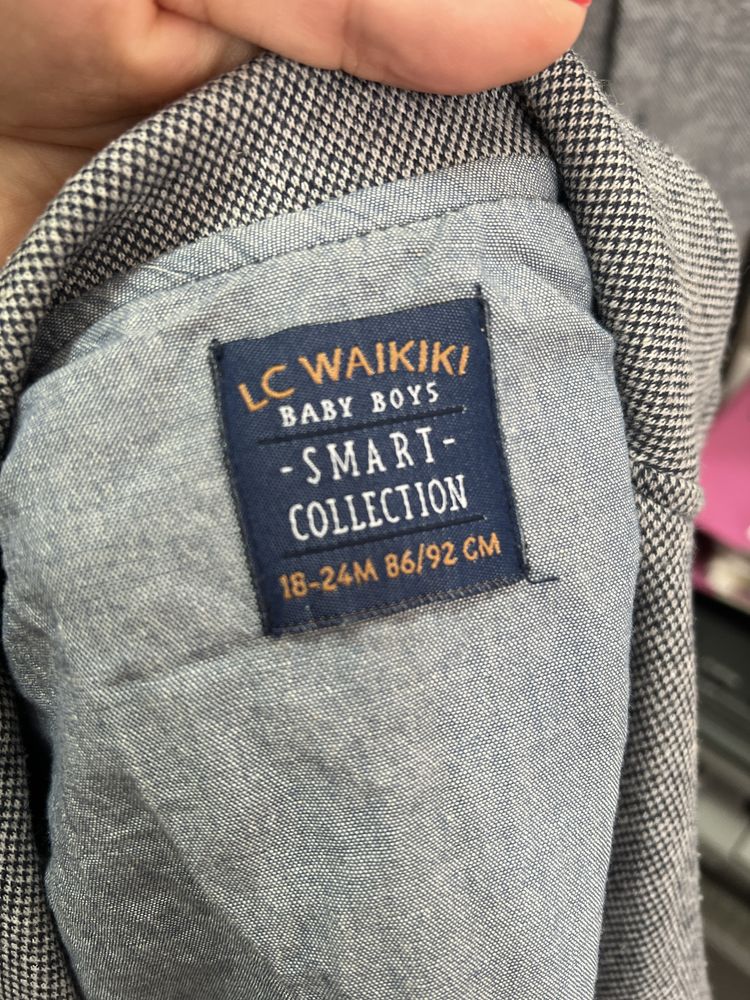 LC WAIKIKI
BABY BOYS
-SMART-
COLLECTION
18-24M 86/92 CM